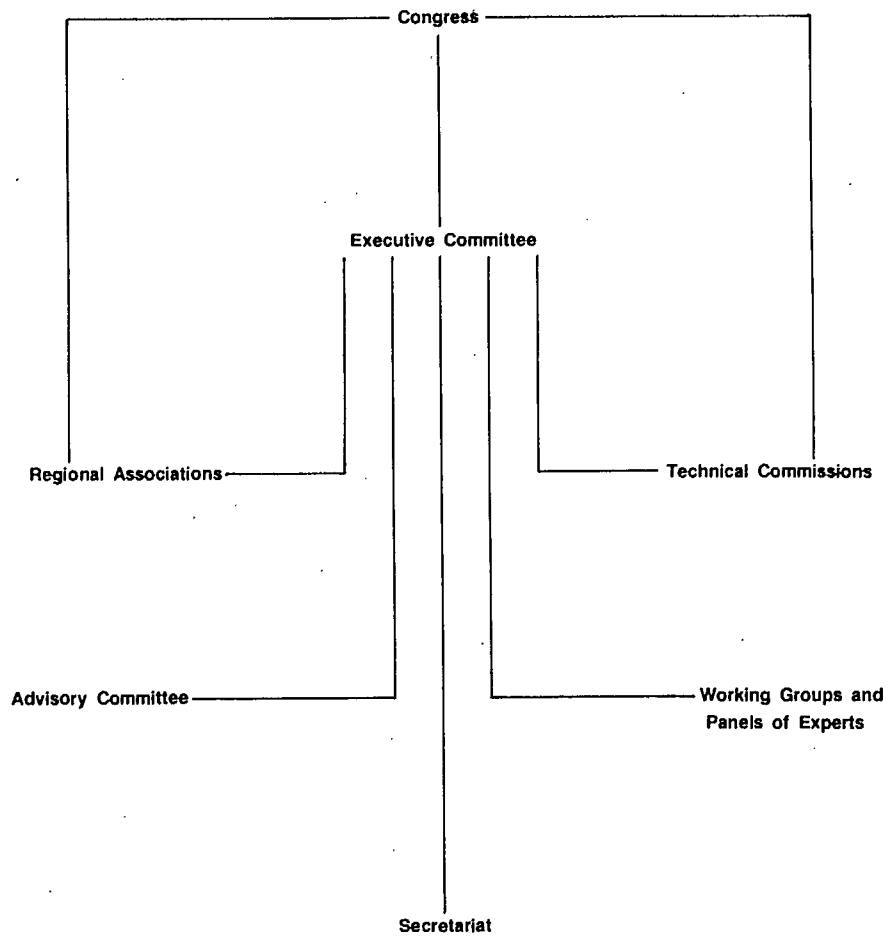 Congress
Executive Committee
Regional Associations
Technical Commissions
Advisory Committee
Working Groups and
Panels of Experts
Secretariat